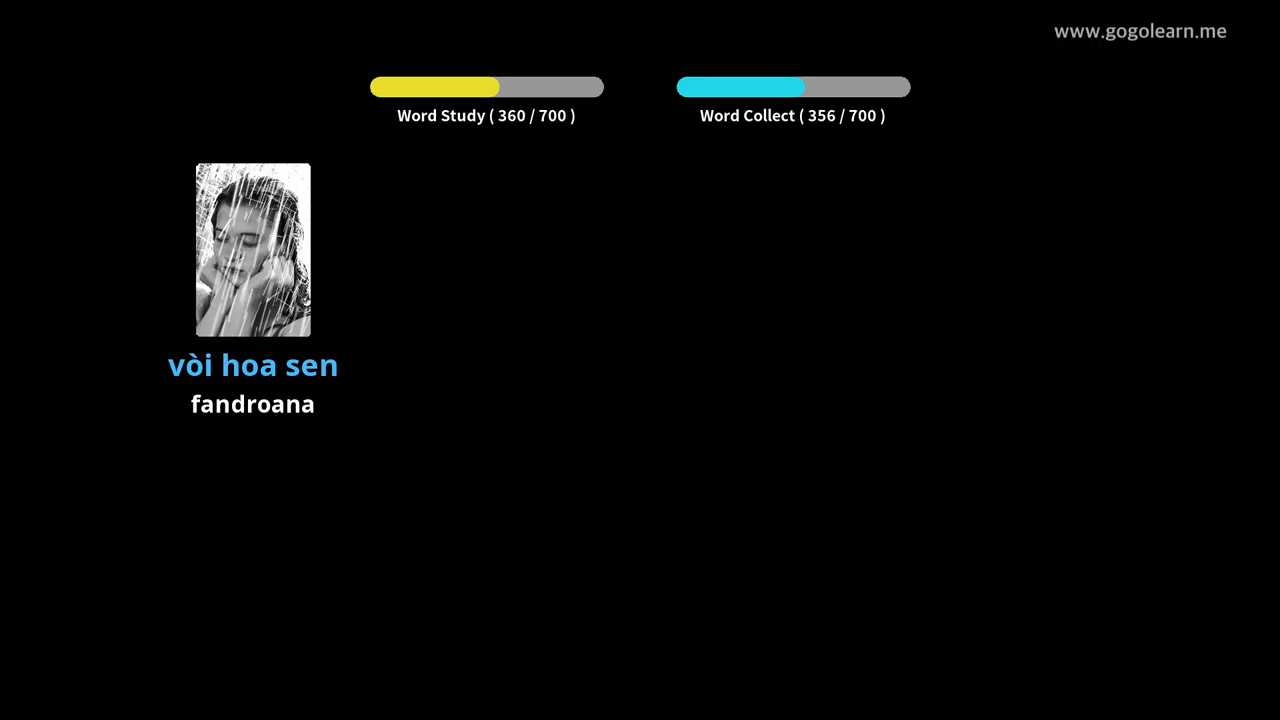 www.gogolearn.me
Word Study ( 360 / 700 )
Word Collect ( 356 / 700 )
vòi hoa sen
fandroana